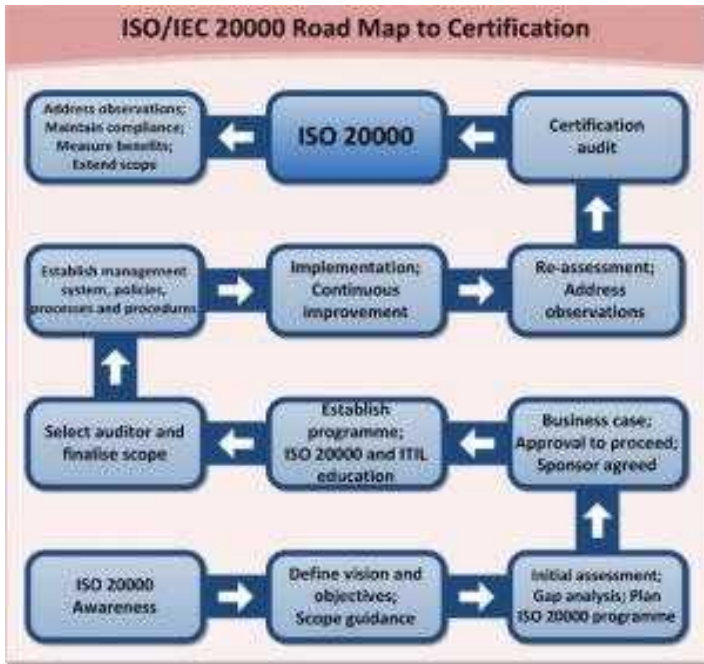 ISO/IEC 20000 Road Map to Certification
Address observations;
Maintain compliance;
Measure benefits;
Extend scope
ISO 20000
Certification
audit
Establish management
system, policies,
processes and procedures
Implementation;
Continuous
improvement
Re-assessment;
Address
observations
Select auditor and
finalise scope
Establish
programme;
ISO 20000 and ITIL
education
Business case;
Approval to proceed;
Sponsor agreed
ISO 20000
Awareness
Define vision and
objectives;
Scope guidance
Initial assessment;
Gap analysis; Plan
ISO 20000 programme